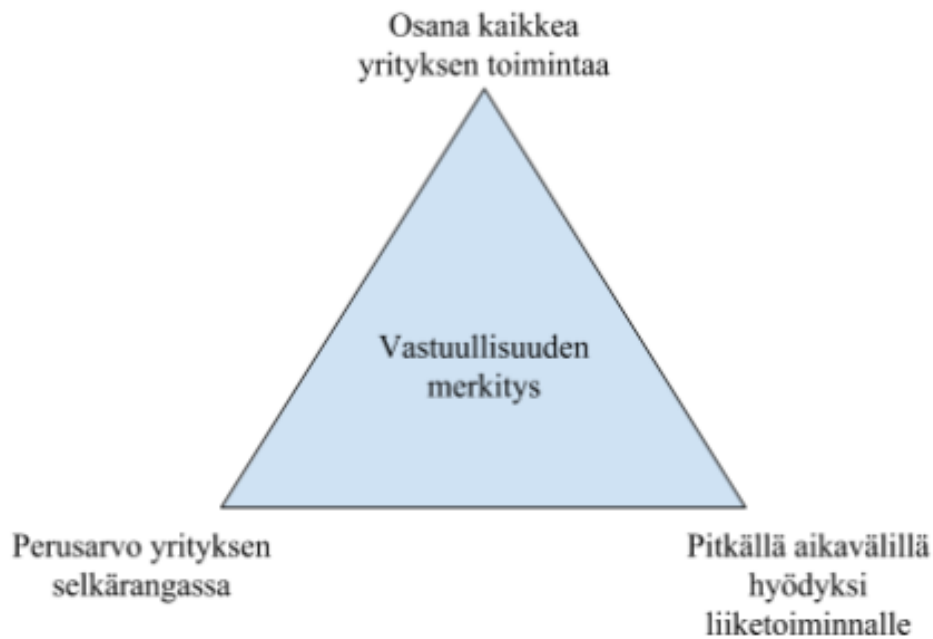 Osana kaikkea
yrityksen toimintaa
Vastuullisuuden
merkitys
Perusarvo yrityksen
selkärangassa
Pitkällä aikavälillä
hyödyksi
liiketoiminnalle